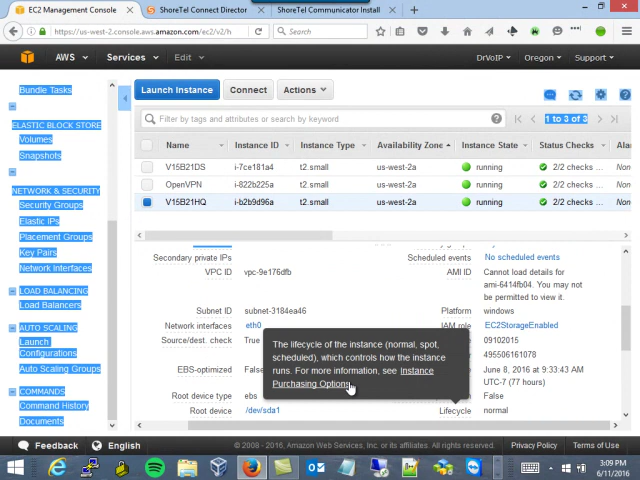 EC2 Management Console
ShoreTel Connect Director
ShoreTel Communicator Install
https://us-west-2.console.aws.amazon.com/ec2/v2/h
Search
AWS
Services
Edit
DrVoIP
Oregon
Support
Bundle Tasks
ELASTIC BLOCK STORE
Volumes
Snapshots
NETWORK & SECURITY
Security Groups
Elastic IPs
Placement Groups
Key Pairs
Network Interfaces
LOAD BALANCING
Load Balancers
AUTO SCALING
Launch
Configurations
Auto Scaling Groups
COMMANDS
Command History
Documents
Launch Instance
Connect
Actions
Filter by tags and attributes or search by keyword
1 to 3 of 3
Name Instance ID Instance Type Availability Zone Instance State Status Checks Alar
V15B21DS i-7ce181a4 t2.small us-west-2a running 2/2 checks ... Non
OpenVPN i-822b225a t2.small us-west-2a running 2/2 checks ... Non
V15B21HQ i-b2b9d96a t2.small us-west-2a running 2/2 checks ... Non
Secondary private IPs
VPC ID vpc-9e176dfb
Subnet ID subnet-3184ea46
Network interfaces eth0
Source/dest. check True
EBS-optimized False
Root device type ebs
Root device /dev/sda1
Scheduled events No scheduled events
AMI ID Cannot load details for
ami-6414fb04. You may not
be permitted to view it.
Platform windows
IAM role EC2StorageEnabled
09102015
495506161078
June 8, 2016 at 9:33:43 AM
UTC-7 (77 hours)
False
Lifecycle normal
The lifecycle of the instance (normal, spot,
scheduled), which controls how the instance
runs. For more information, see Instance
Purchasing Options.
Feedback
English
© 2008 - 2016, Amazon Web Services, Inc. or its affiliates. All rights reserved.
Privacy Policy
Terms of Use
3:09 PM
6/11/2016